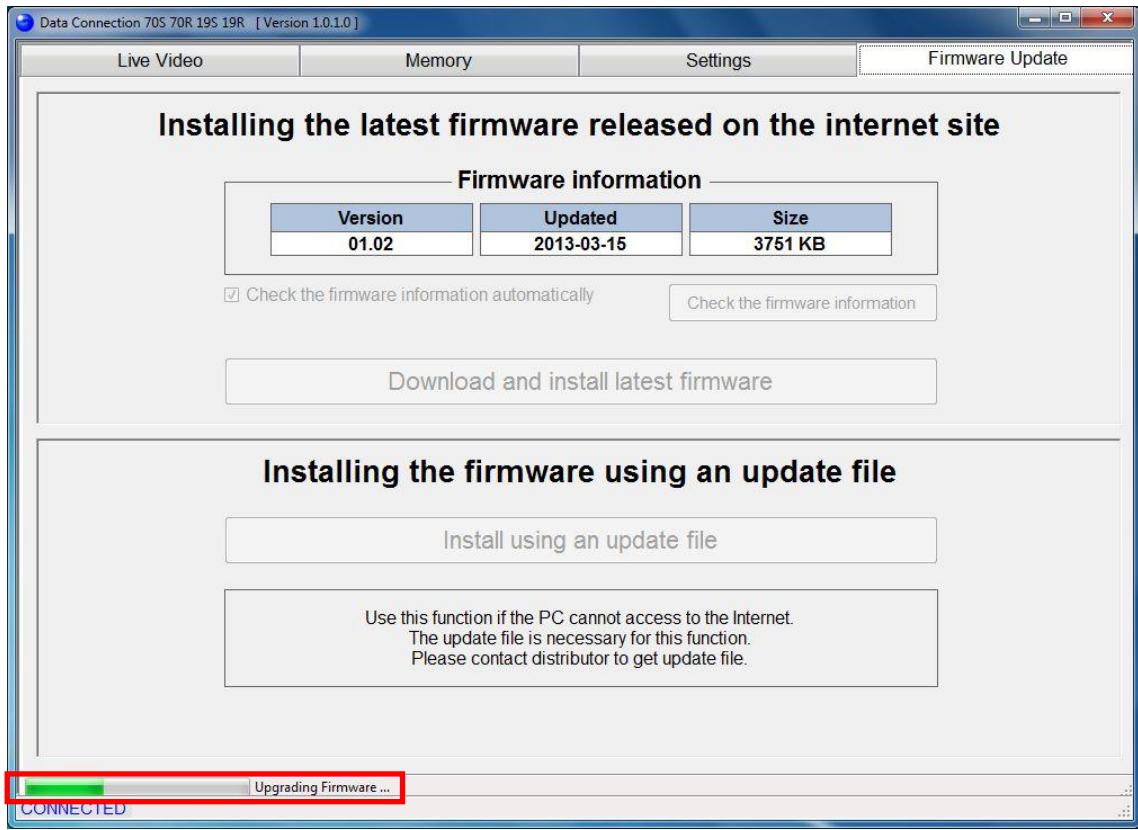 Data Connection 70S 70R 19S 19R [ Version 1.0.1.0 ]
Live Video Memory Settings Firmware Update
Installing the latest firmware released on the internet site
Firmware information
Version Updated Size
01.02 2013-03-15 3751 KB
Check the firmware information automatically Check the firmware information
Download and install latest firmware
Installing the firmware using an update file
Install using an update file
Use this function if the PC cannot access to the Internet.
The update file is necessary for this function.
Please contact distributor to get update file.
Upgrading Firmware ...
CONNECTED